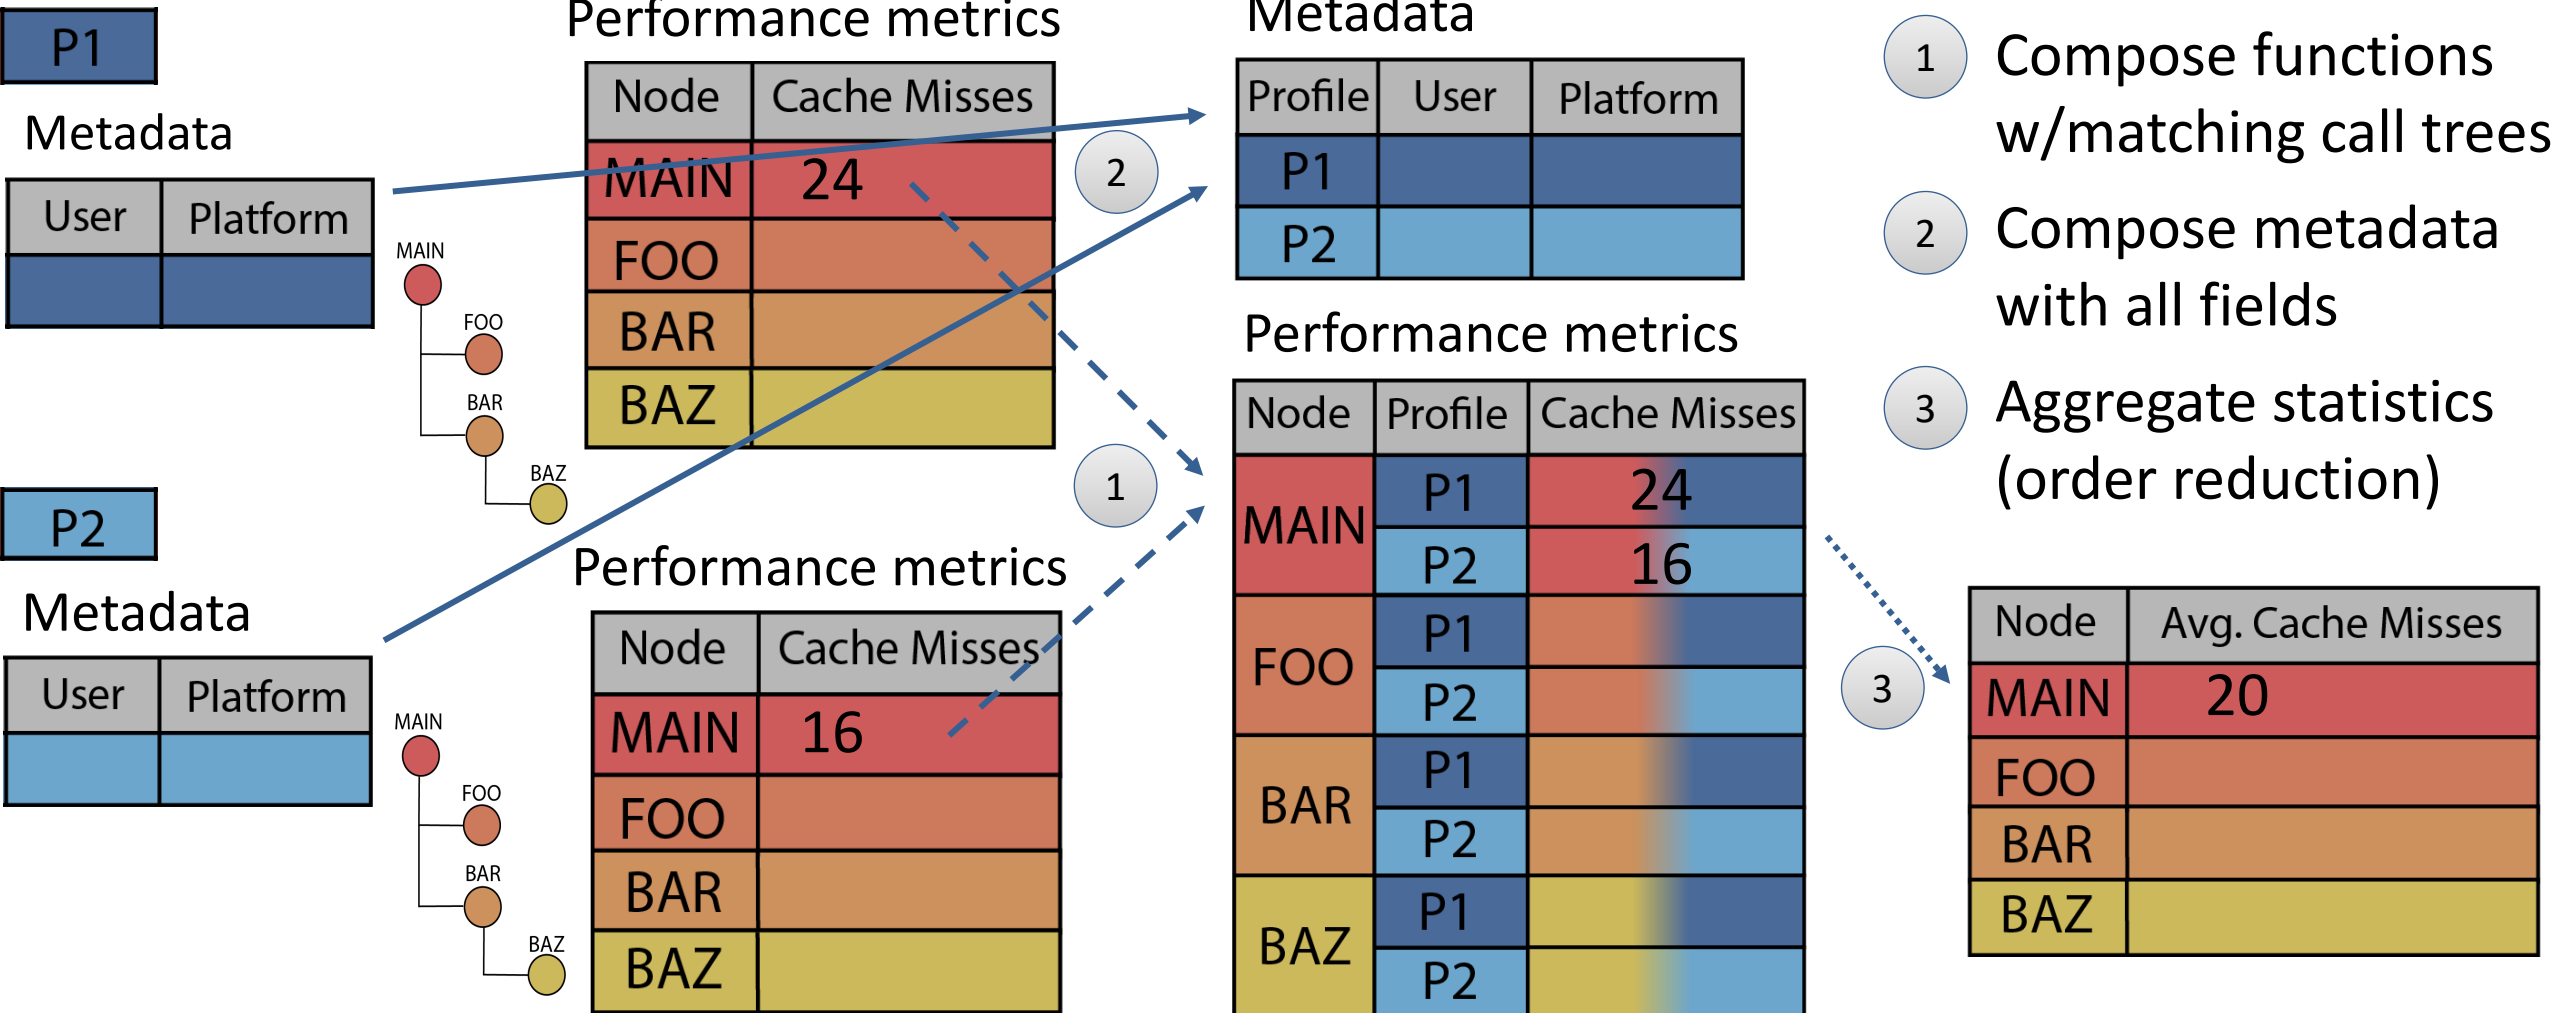 P1
Metadata
User Platform
MAIN
FOO
BAR
BAZ
Performance metrics
Node Cache Misses
MAIN 24
FOO
BAR
BAZ
P2
Metadata
User Platform
MAIN
FOO
BAR
BAZ
Performance metrics
Node Cache Misses
MAIN 16
FOO
BAR
BAZ
2
1
Metadata
Profile User Platform
P1
P2
Performance metrics
Node Profile Cache Misses
MAIN P1 24
P2 16
FOO P1
P2
BAR P1
P2
BAZ P1
P2
1 Compose functions
w/matching call trees
2 Compose metadata
with all fields
3 Aggregate statistics
(order reduction)
3
Node Avg. Cache Misses
MAIN 20
FOO
BAR
BAZ